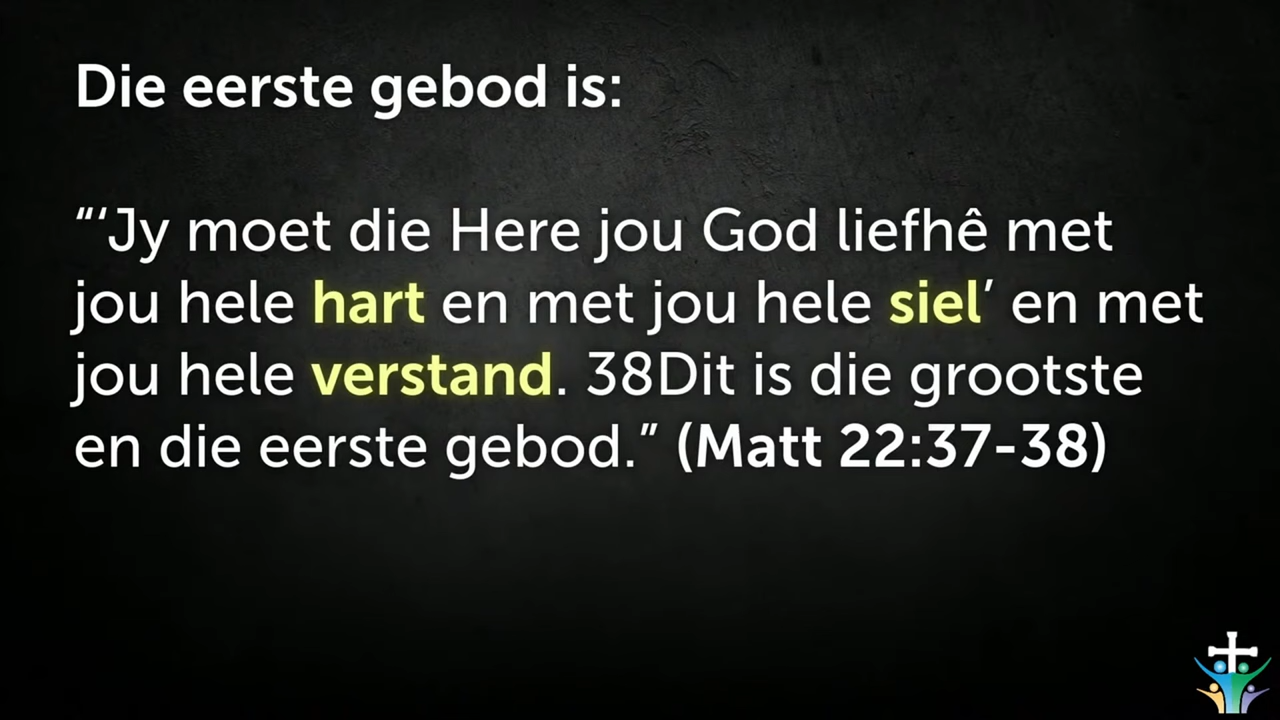 Die eerste gebod is:
“‘Jy moet die Here jou God liefhê met
jou hele hart en met jou hele siel’ en met
jou hele verstand. 38Dit is die grootste
en die eerste gebod.” (Matt 22:37-38)